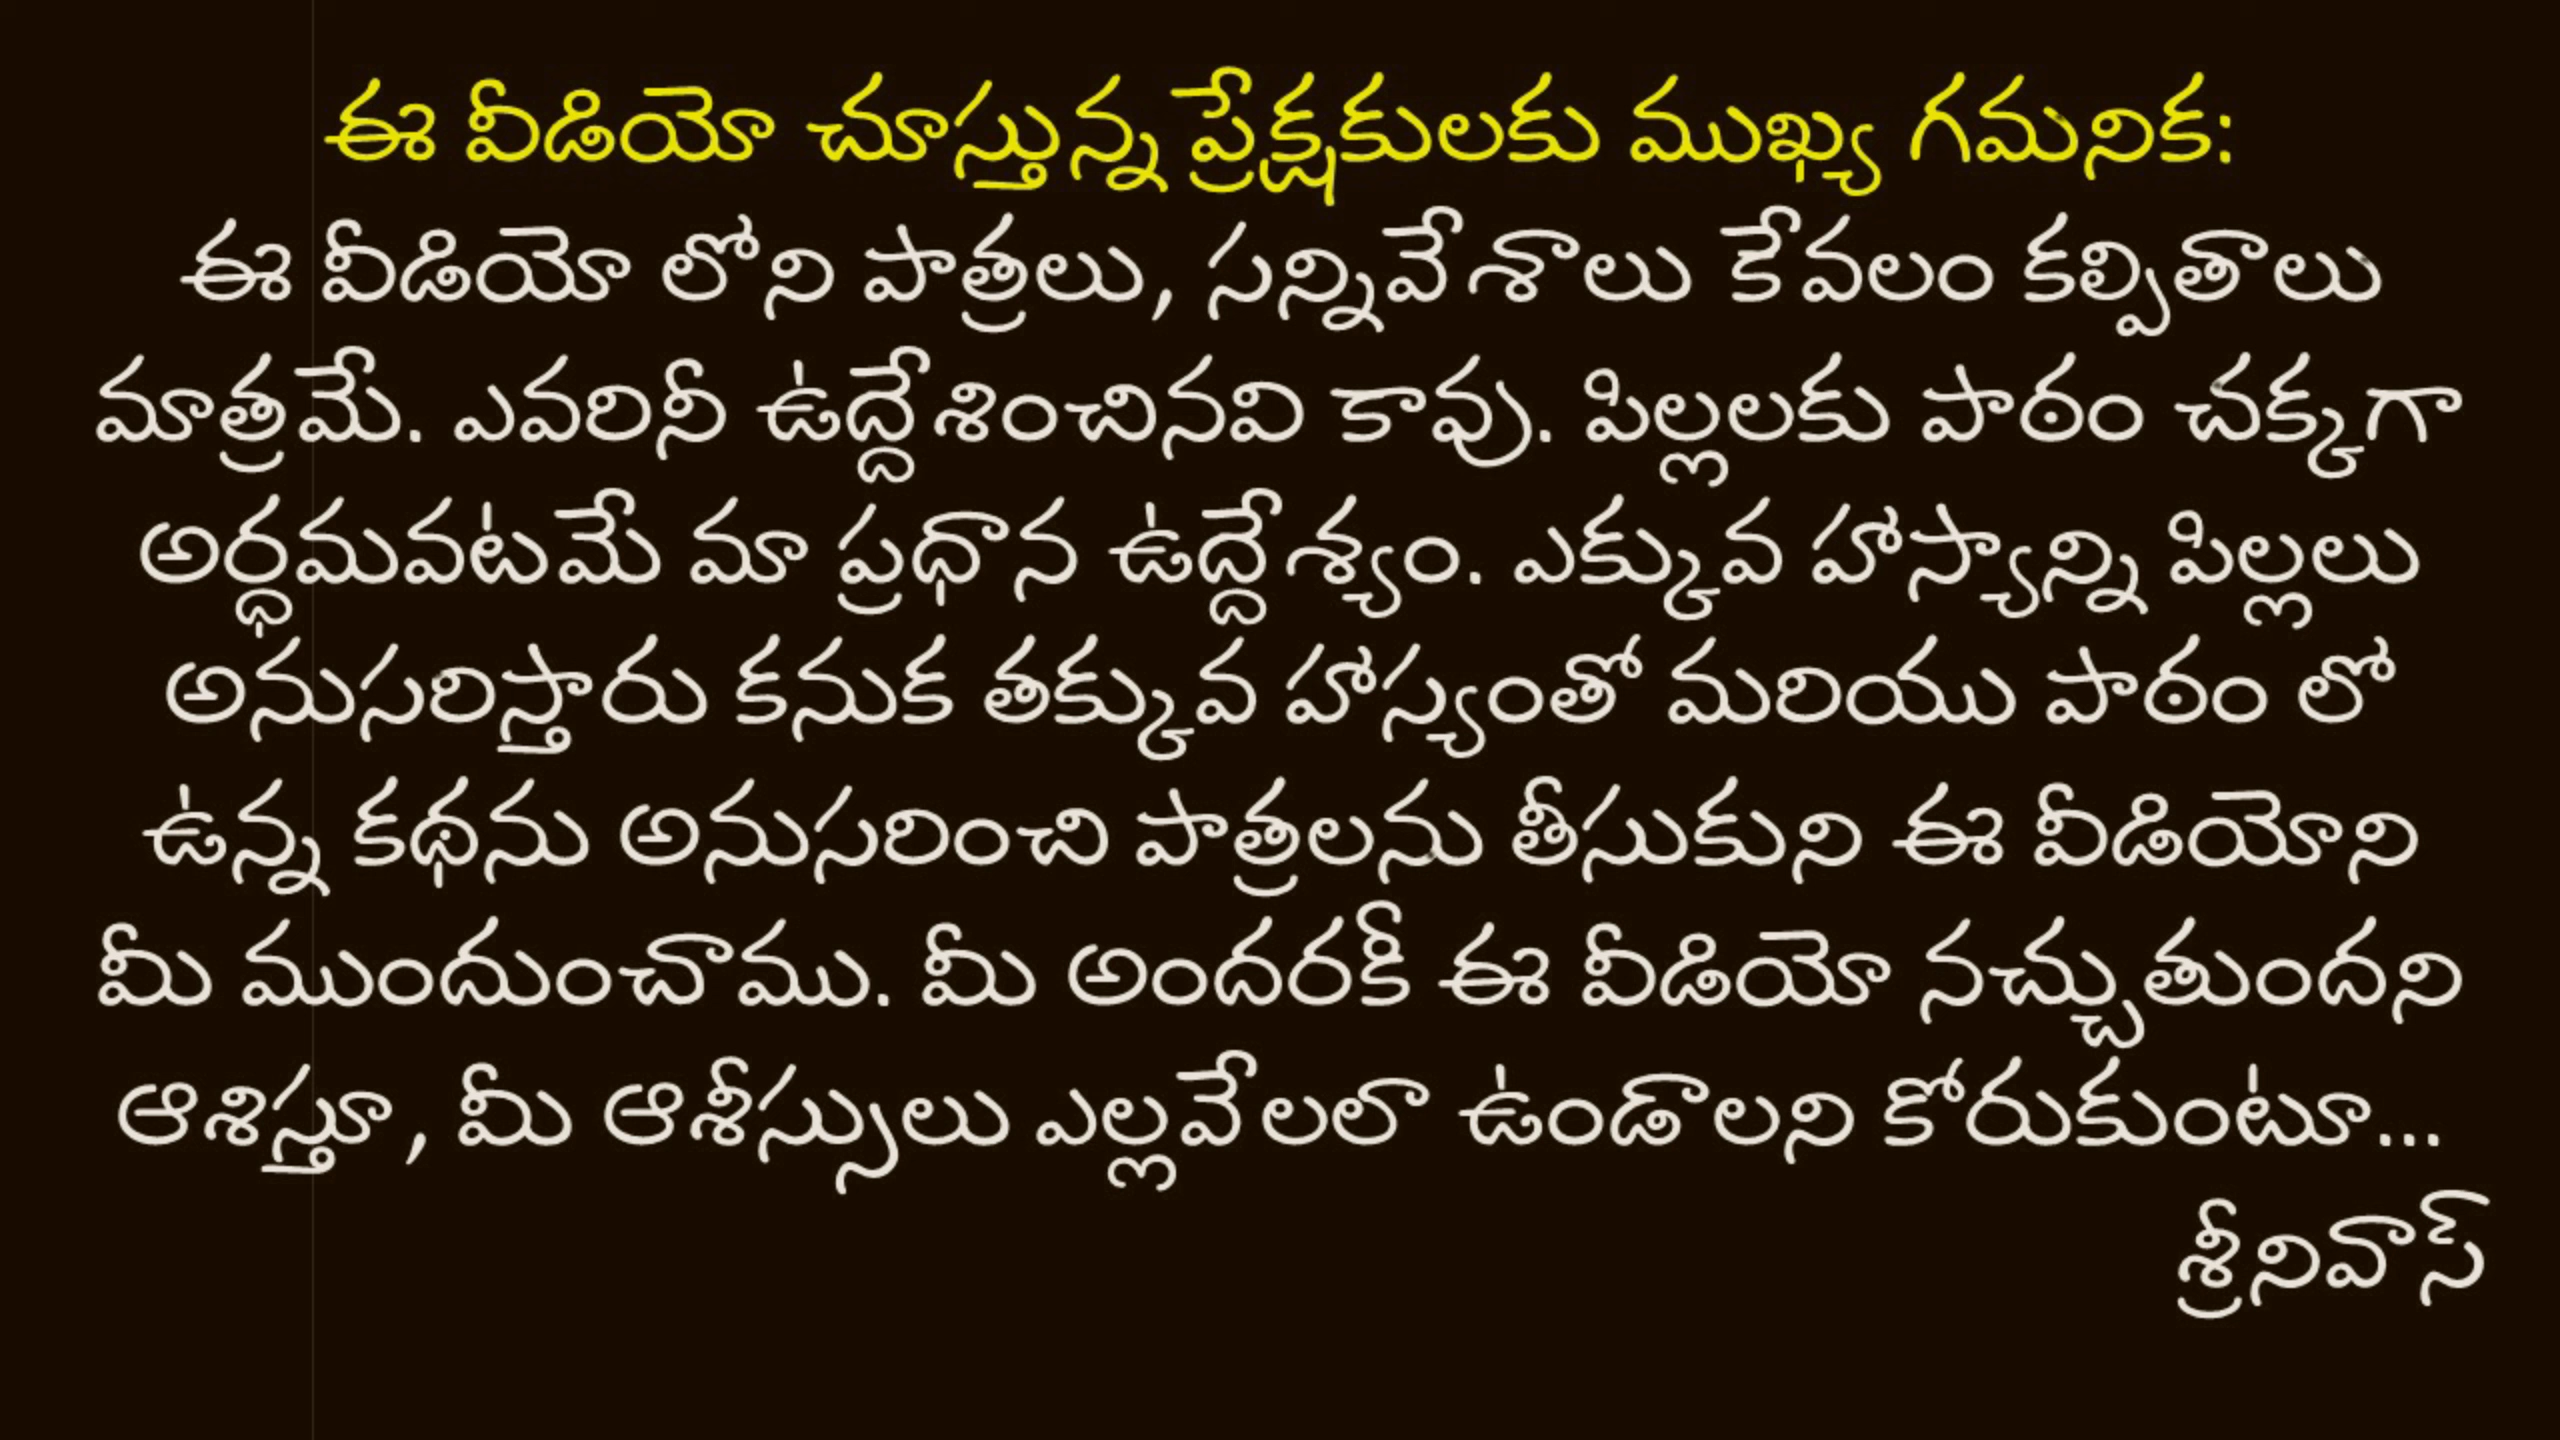 ఈ వీడియో చూస్తున్న ప్రేక్షకులకు ముఖ్య గమనిక:
ఈ వీడియో లోని పాత్రలు, సన్నివేశాలు కేవలం కల్పితాలు
మాత్రమే. ఎవరినీ ఉద్దేశించినవి కావు. పిల్లలకు పాఠం చక్కగా
అర్ధమవటమే మా ప్రధాన ఉద్దేశ్యం. ఎక్కువ హాస్యాన్ని పిల్లలు
అనుసరిస్తారు కనుక తక్కువ హాస్యంతో మరియు పాఠం లో
ఉన్న కథను అనుసరించి పాత్రలను తీసుకుని ఈ వీడియోని
మీ ముందుంచాము. మీ అందరకీ ఈ వీడియో నచ్చుతుందని
ఆశిస్తూ, మీ ఆశీస్సులు ఎల్లవేలలా ఉండాలని కోరుకుంటూ...
శ్రీనివాస్